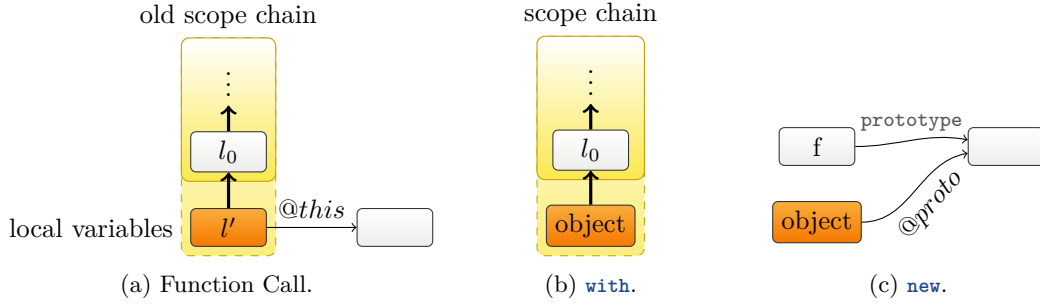 old scope chain
⋮
l₀
local variables
l'
@this
(a) Function Call.
scope chain
⋮
l₀
object
(b) with.
f
prototype
object
@proto
(c) new.